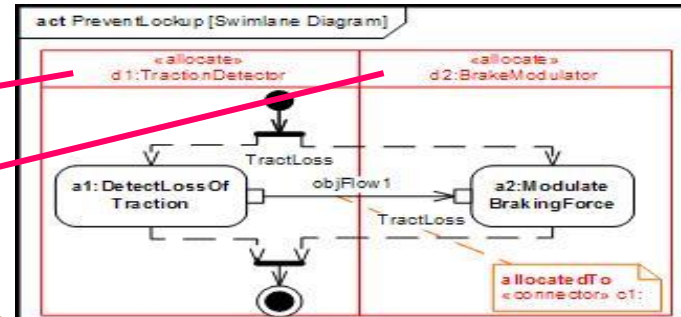 act PreventLockup [Swimlane Diagram]
«allocate»
d1:TractionDetector
«allocate»
d2:BrakeModulator
TractLoss
a1:DetectLossOf
Traction
objFlow1
a2:Modulate
BrakingForce
TractLoss
allocatedTo
«connector» c1: